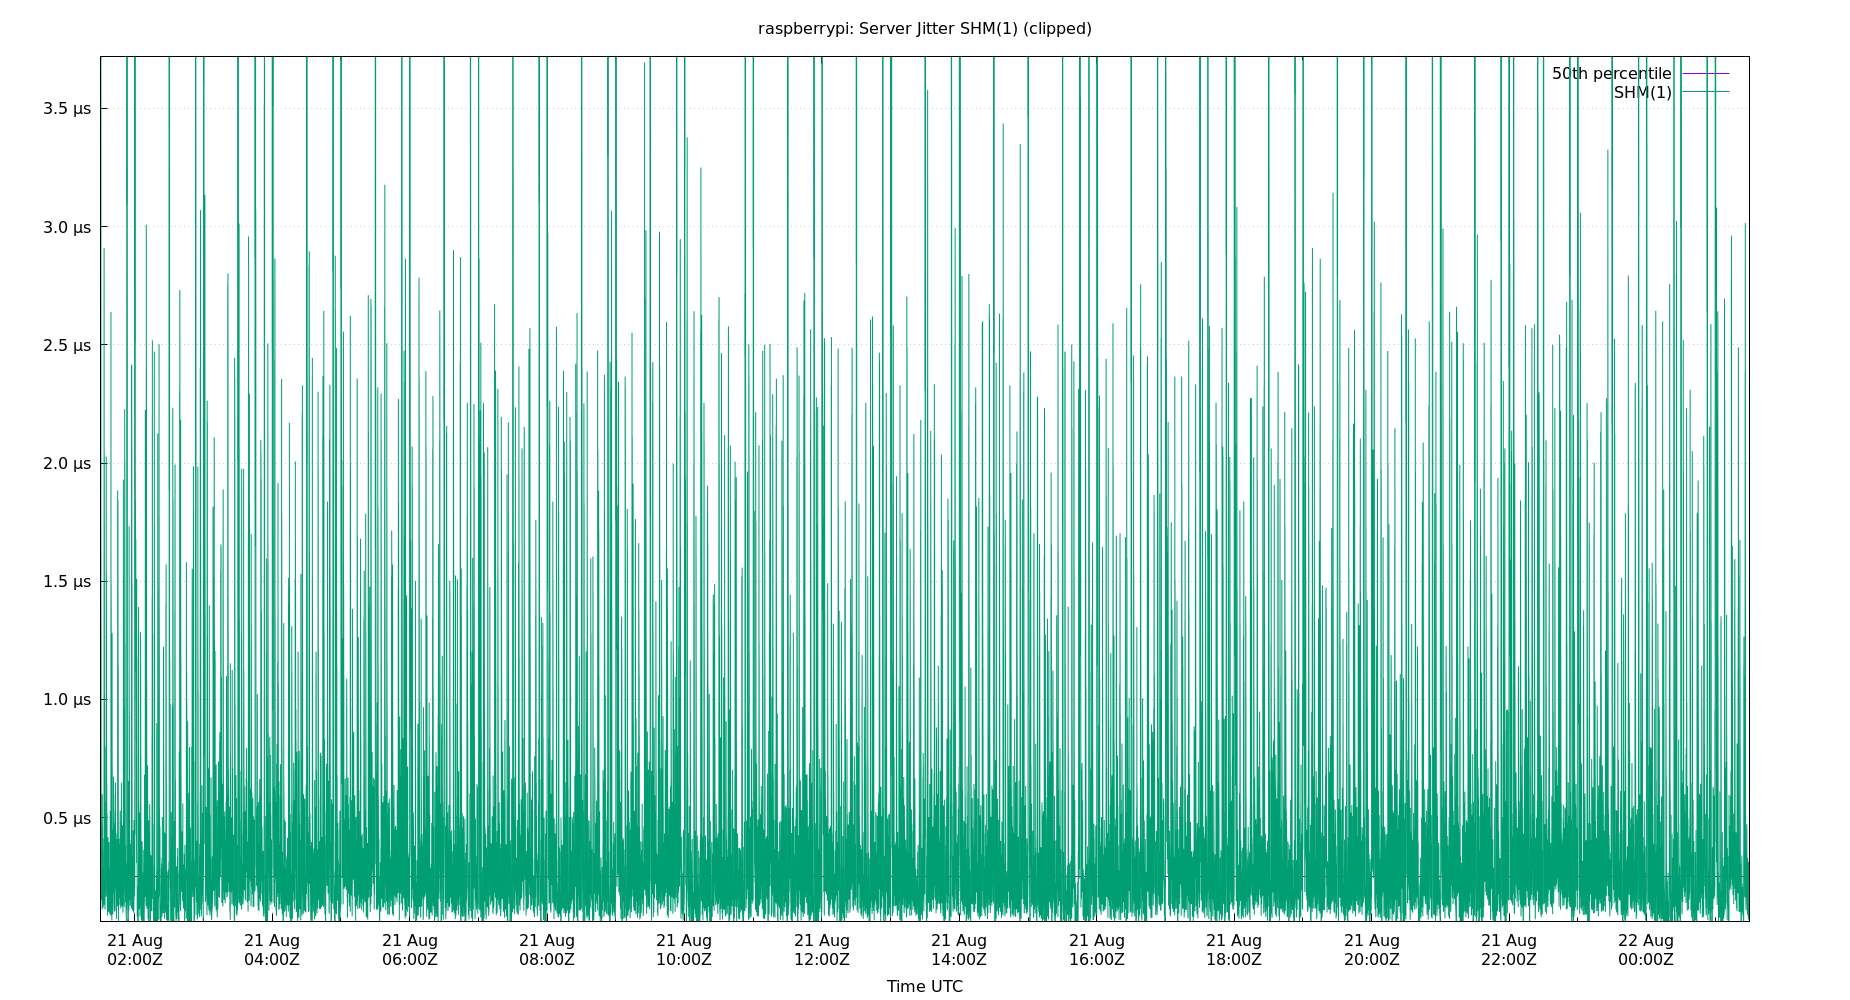 raspberrypi: Server Jitter SHM(1) (clipped)
50th percentile
SHM(1)
3.5 µs
3.0 µs
2.5 µs
2.0 µs
1.5 µs
1.0 µs
0.5 µs
21 Aug 21 Aug 21 Aug 21 Aug 21 Aug 21 Aug 21 Aug 21 Aug 21 Aug 21 Aug 21 Aug 22 Aug
02:00Z 04:00Z 06:00Z 08:00Z 10:00Z 12:00Z 14:00Z 16:00Z 18:00Z 20:00Z 22:00Z 00:00Z
Time UTC